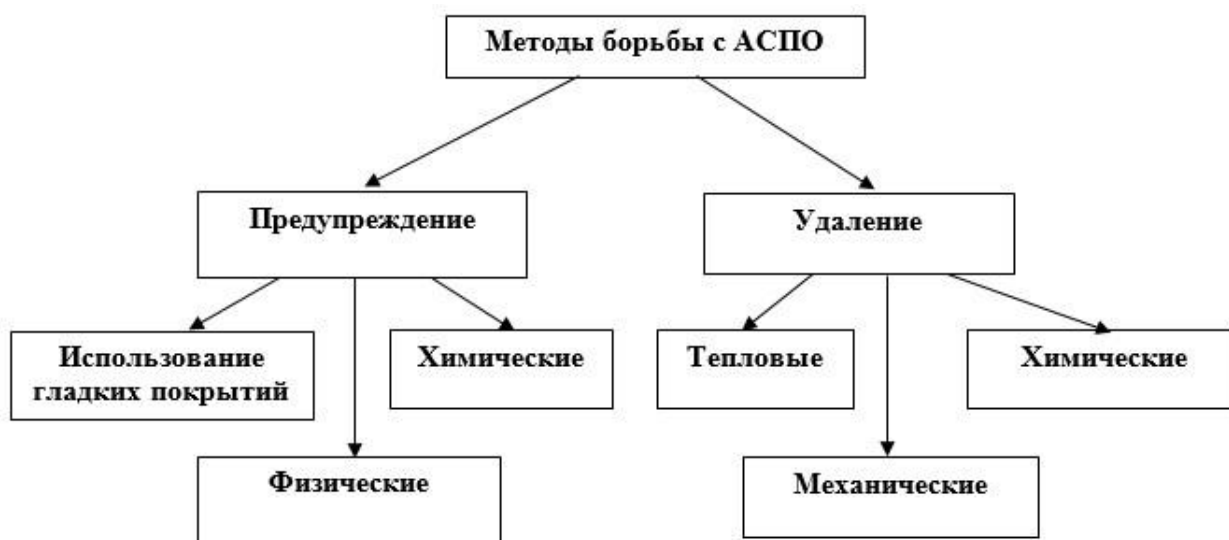 Методы борьбы с АСПО
Предупреждение
Удаление
Использование
гладких покрытий
Химические
Тепловые
Химические
Физические
Механические